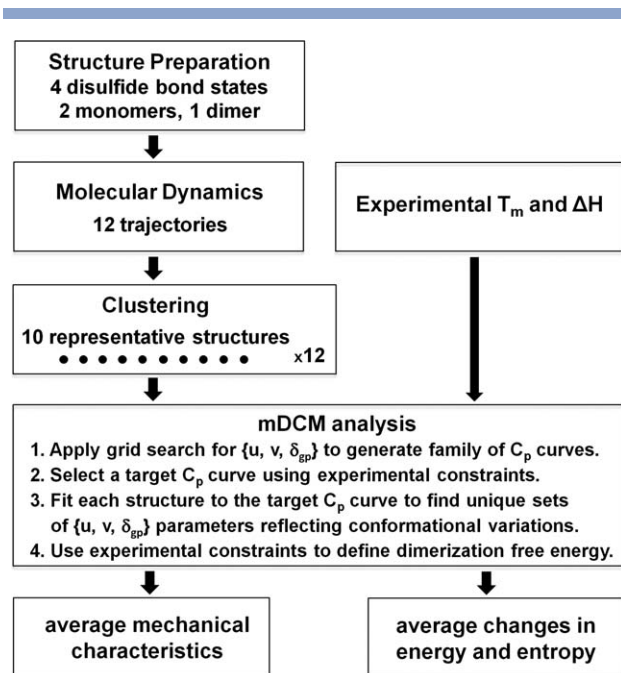 Structure Preparation
4 disulfide bond states
2 monomers, 1 dimer
Molecular Dynamics
12 trajectories
Experimental Tm and ΔH
Clustering
10 representative structures
x12
mDCM analysis
1. Apply grid search for {u, v, δgp} to generate family of Cp curves.
2. Select a target Cp curve using experimental constraints.
3. Fit each structure to the target Cp curve to find unique sets
of {u, v, δgp} parameters reflecting conformational variations.
4. Use experimental constraints to define dimerization free energy.
average mechanical
characteristics
average changes in
energy and entropy